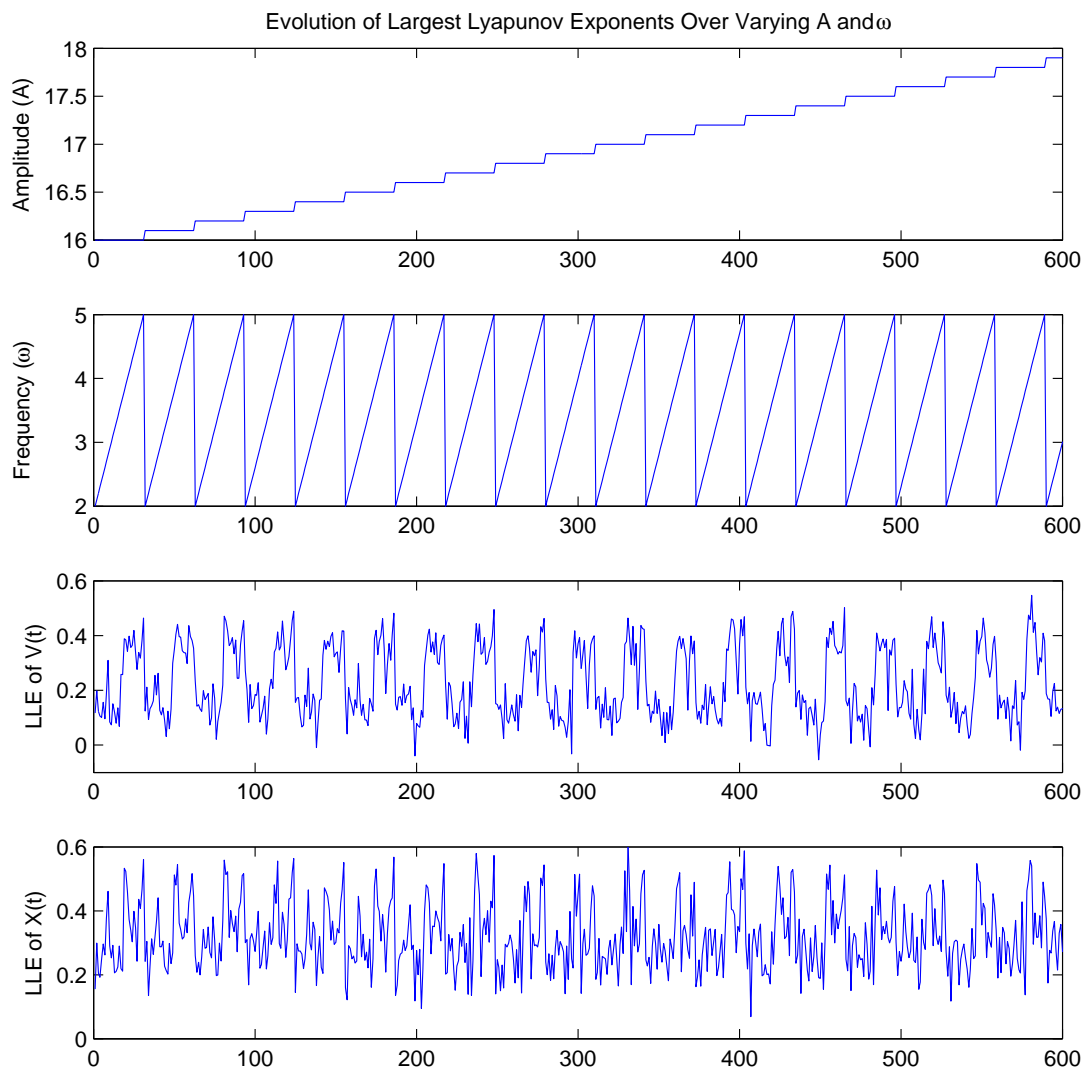 Evolution of Largest Lyapunov Exponents Over Varying A and ω
Amplitude (A)
18
17.5
17
16.5
16
0 100 200 300 400 500 600
Frequency (ω)
5
4
3
2
0 100 200 300 400 500 600
LLE of V(t)
0.6
0.4
0.2
0
0 100 200 300 400 500 600
LLE of X(t)
0.6
0.4
0.2
0
0 100 200 300 400 500 600